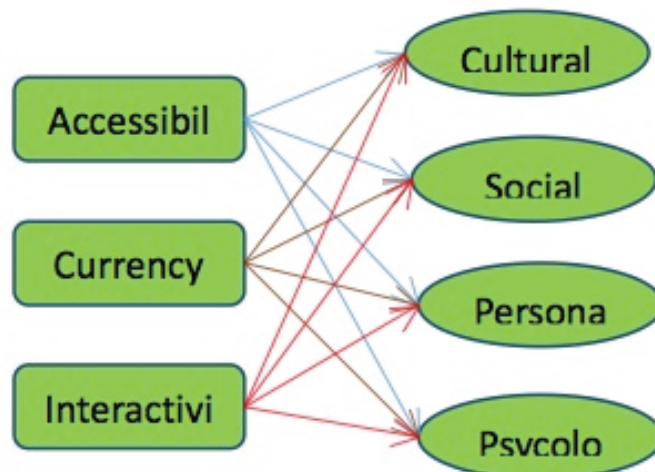 Accessibil
Currency
Interactivi
Cultural
Social
Persona
Psycolo